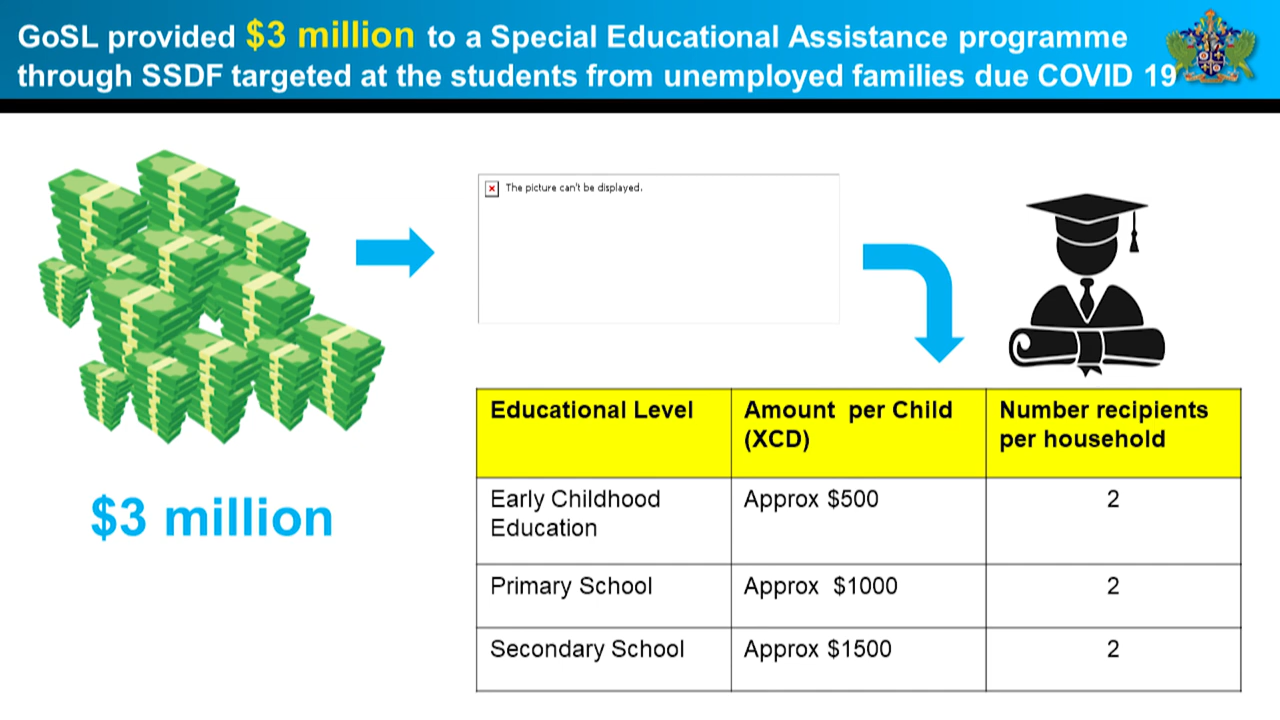 GoSL provided $3 million to a Special Educational Assistance programme
through SSDF targeted at the students from unemployed families due COVID 19
The picture can't be displayed.
$3 million
Educational Level
Amount per Child
(XCD)
Number recipients
per household
Early Childhood
Education
Approx $500
2
Primary School
Approx $1000
2
Secondary School
Approx $1500
2